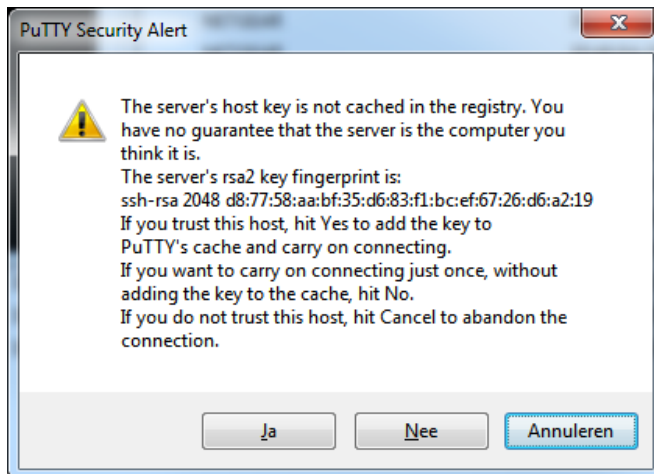 PuTTY Security Alert
The server's host key is not cached in the registry. You
have no guarantee that the server is the computer you
think it is.
The server's rsa2 key fingerprint is:
ssh-rsa 2048 d8:77:58:aa:bf:35:d6:83:f1:bc:ef:67:26:d6:a2:19
If you trust this host, hit Yes to add the key to
PuTTY's cache and carry on connecting.
If you want to carry on connecting just once, without
adding the key to the cache, hit No.
If you do not trust this host, hit Cancel to abandon the
connection.
Ja
Nee
Annuleren